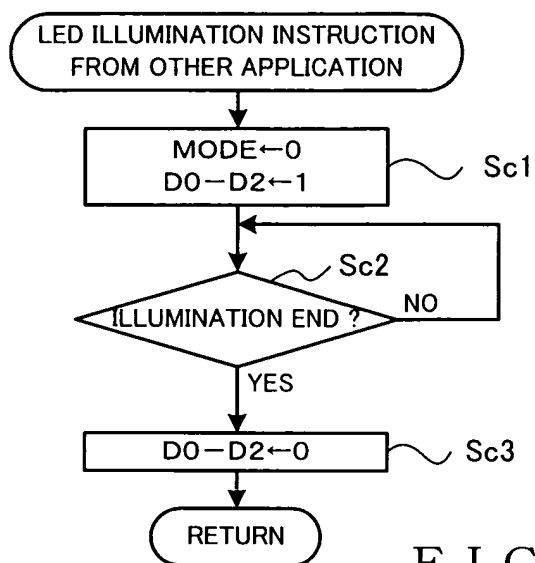 LED ILLUMINATION INSTRUCTION
FROM OTHER APPLICATION
MODE←0
D0－D2←1
Sc1
Sc2
ILLUMINATION END ?
NO
YES
D0－D2←0
Sc3
RETURN